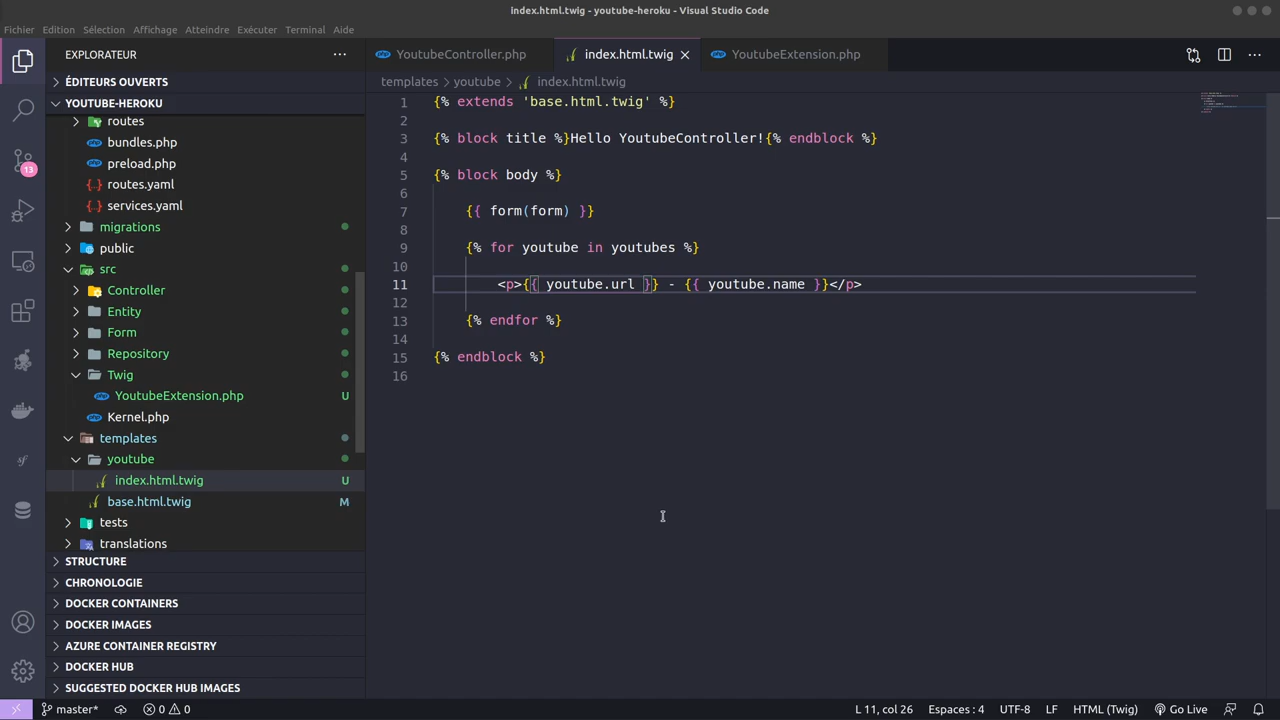 index.html.twig - youtube-heroku - Visual Studio Code
Fichier Edition Sélection Affichage Atteindre Exécuter Terminal Aide
EXPLORATEUR
YoutubeController.php index.html.twig YoutubeExtension.php
ÉDITEURS OUVERTS
YOUTUBE-HEROKU
routes
bundles.php
preload.php
routes.yaml
services.yaml
migrations
public
src
Controller
Entity
Form
Repository
Twig
YoutubeExtension.php U
Kernel.php
templates
youtube
index.html.twig U
base.html.twig M
tests
translations
STRUCTURE
CHRONOLOGIE
DOCKER CONTAINERS
DOCKER IMAGES
AZURE CONTAINER REGISTRY
DOCKER HUB
SUGGESTED DOCKER HUB IMAGES
13
templates > youtube > index.html.twig
1 {% extends 'base.html.twig' %}
2
3 {% block title %}Hello YoutubeController!{% endblock %}
4
5 {% block body %}
6
7 {{ form(form) }}
8
9 {% for youtube in youtubes %}
10
11 <p>{{ youtube.url }} - {{ youtube.name }}</p>
12
13 {% endfor %}
14
15 {% endblock %}
16
master* 0 0 L 11, col 26 Espaces : 4 UTF-8 LF HTML (Twig) Go Live